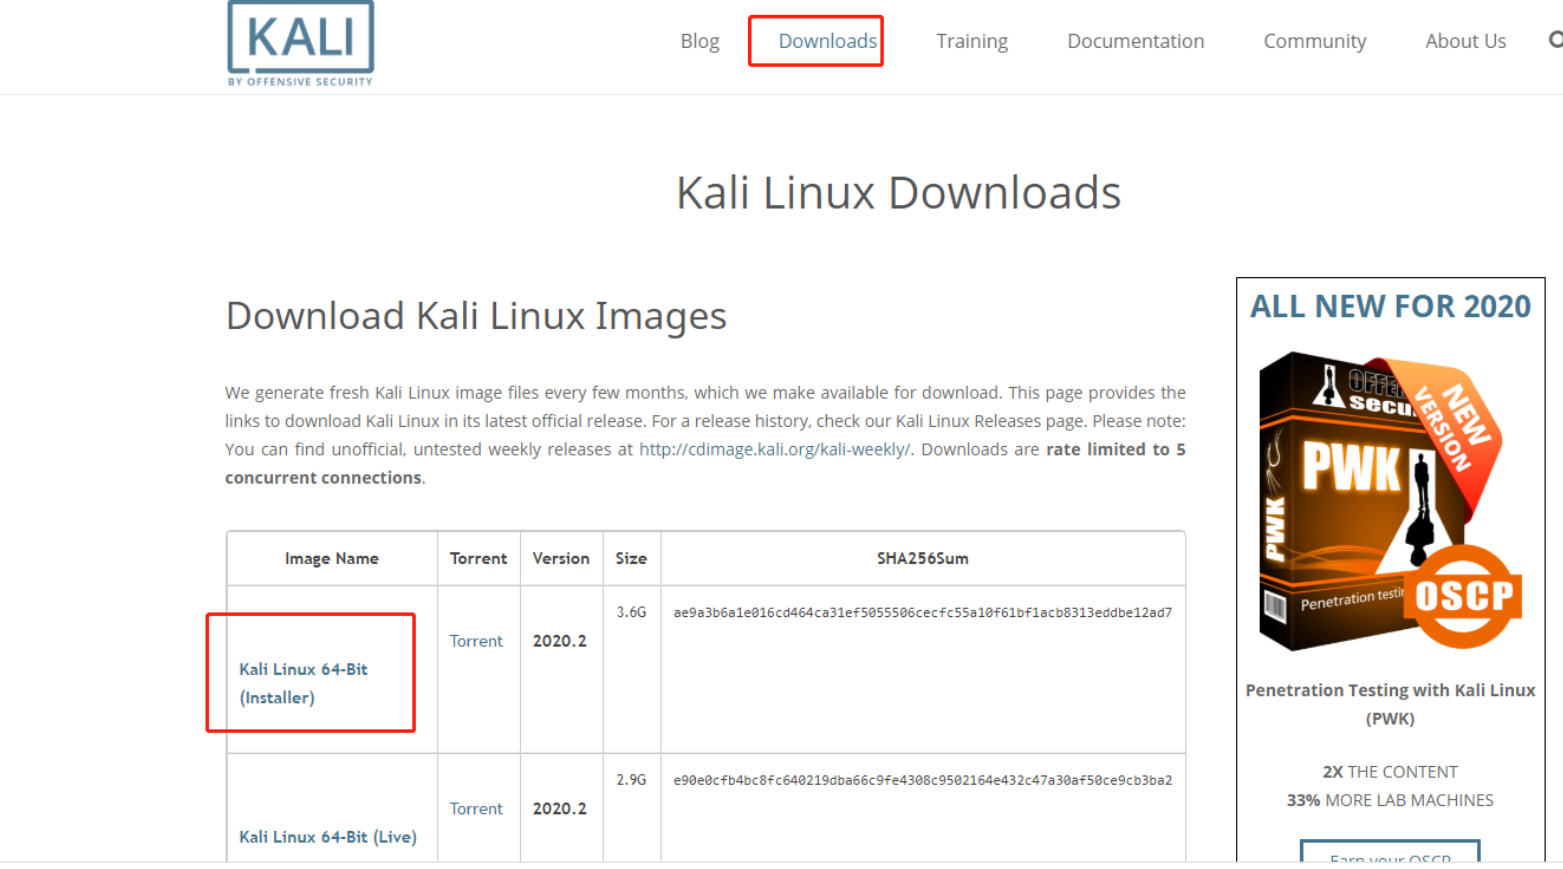 KALI
BY OFFENSIVE SECURITY
Blog Downloads Training Documentation Community About Us
Kali Linux Downloads
Download Kali Linux Images
We generate fresh Kali Linux image files every few months, which we make available for download. This page provides the
links to download Kali Linux in its latest official release. For a release history, check our Kali Linux Releases page. Please note:
You can find unofficial, untested weekly releases at http://cdimage.kali.org/kali-weekly/. Downloads are rate limited to 5
concurrent connections.
Image Name Torrent Version Size SHA256Sum
3.6G ae9a3b6a1e016cd464ca31ef5055506cecfc55a10f61bf1acb8313eddbe12ad7
Torrent 2020.2
Kali Linux 64-Bit
(Installer)
2.9G e90e0cfb4bc8fc640219dba66c9fe4308c9502164e432c47a30af50ce9cb3ba2
Torrent 2020.2
Kali Linux 64-Bit (Live)
ALL NEW FOR 2020
NEW
VERSION
PWK
PWK
Penetration
OSCP
Penetration Testing with Kali Linux
(PWK)
2X THE CONTENT
33% MORE LAB MACHINES
Earn your OSCP